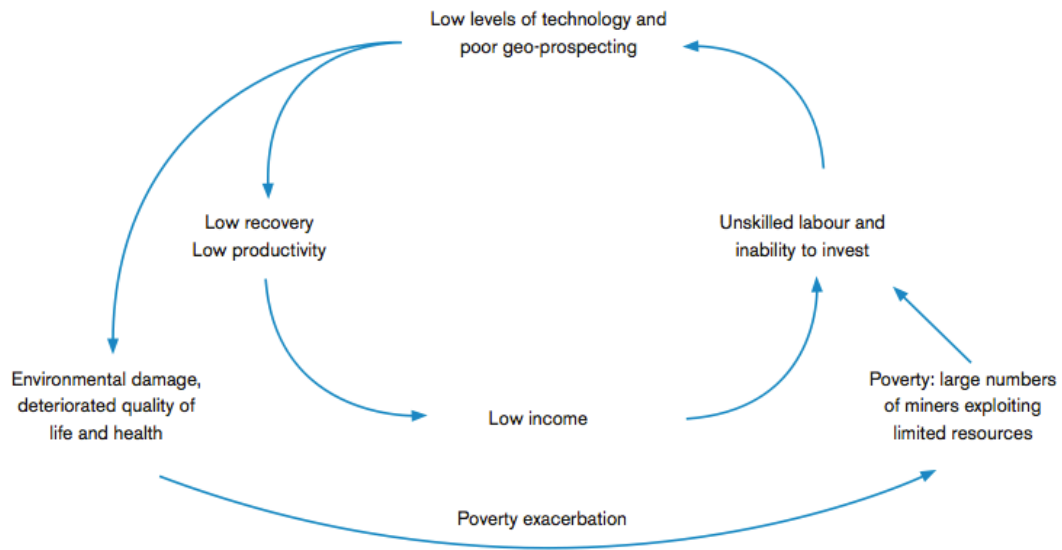 Low levels of technology and
poor geo-prospecting
Low recovery
Low productivity
Unskilled labour and
inability to invest
Environmental damage,
deteriorated quality of
life and health
Low income
Poverty: large numbers
of miners exploiting
limited resources
Poverty exacerbation